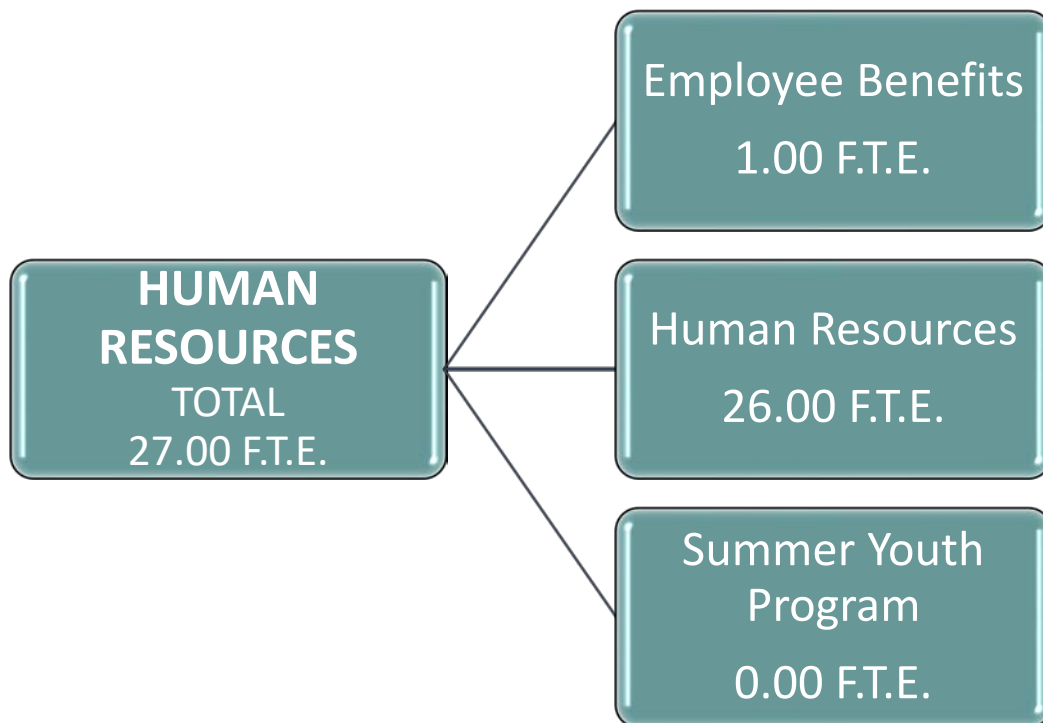 HUMAN
RESOURCES
TOTAL
27.00 F.T.E.
Employee Benefits
1.00 F.T.E.
Human Resources
26.00 F.T.E.
Summer Youth
Program
0.00 F.T.E.